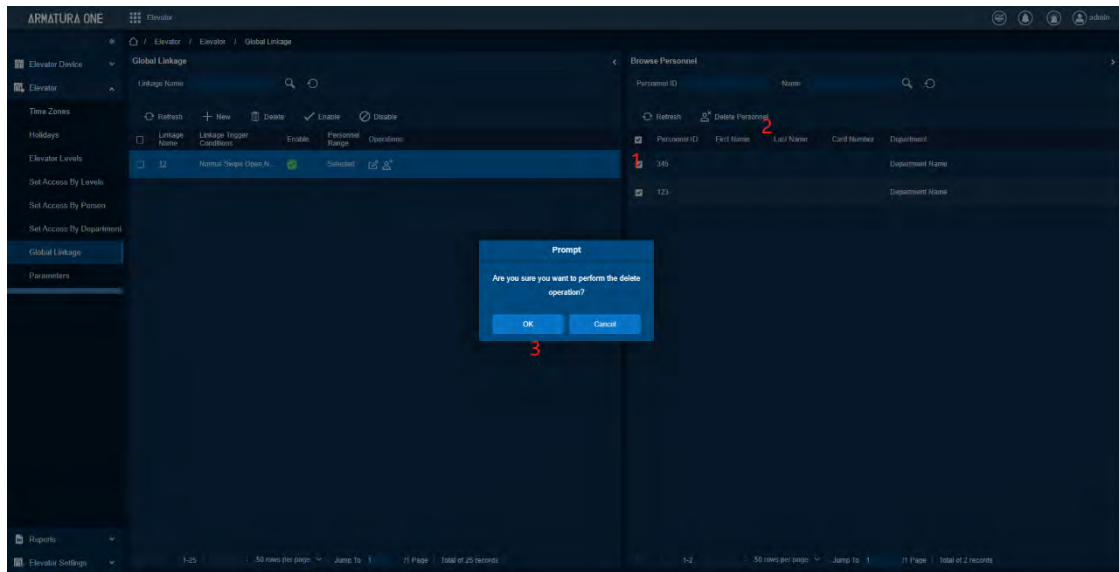 ARMATURA ONE
Elevator
admin
/ Elevator / Elevator / Global Linkage
Elevator Device
Elevator
Time Zones
Holidays
Elevator Levels
Set Access By Levels
Set Access By Person
Set Access By Department
Global Linkage
Parameters
Reports
Elevator Settings
Global Linkage
Linkage Name
Refresh New Delete Enable Disable
Linkage Name Linkage Trigger Conditions Enable Personnel Range Operations
12 Normal Swipe Open,N... Selected
1-25 50 rows per page Jump To 1 /1 Page Total of 25 records
Browse Personnel
Personnel ID Name
Refresh Delete Personnel
2
Personnel ID First Name Last Name Card Number Department
1
345 Department Name
123 Department Name
1-2 50 rows per page Jump To 1 /1 Page Total of 2 records
Prompt
Are you sure you want to perform the delete
operation?
OK Cancel
3